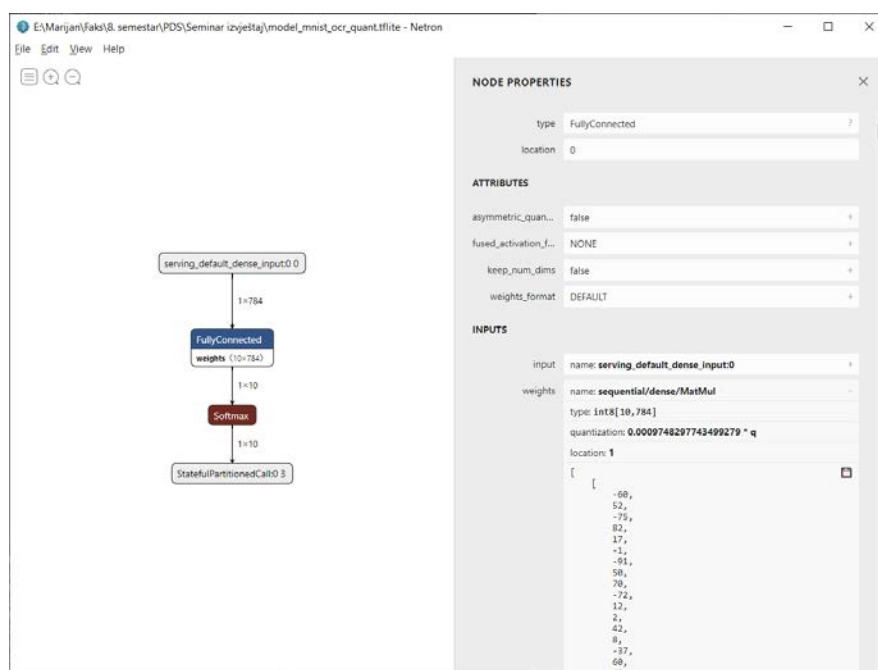 E:\Marijan\Faks\8. semestar\PDS\Seminar izvještaj\model_mnist_ocr_quant.tflite - Netron
File Edit View Help
serving_default_dense_input:0 0
1×784
FullyConnected
weights ⟨10×784⟩
1×10
Softmax
1×10
StatefulPartitionedCall:0 3
NODE PROPERTIES
type FullyConnected ?
location 0
ATTRIBUTES
asymmetric_quan... false +
fused_activation_f... NONE +
keep_num_dims false +
weights_format DEFAULT +
INPUTS
input name: serving_default_dense_input:0 +
weights name: sequential/dense/MatMul -
type: int8[10,784]
quantization: 0.0009748297743499279 * q
location: 1
[
[
-60,
52,
-75,
82,
17,
-1,
-91,
50,
70,
-72,
12,
2,
42,
8,
-37,
60,